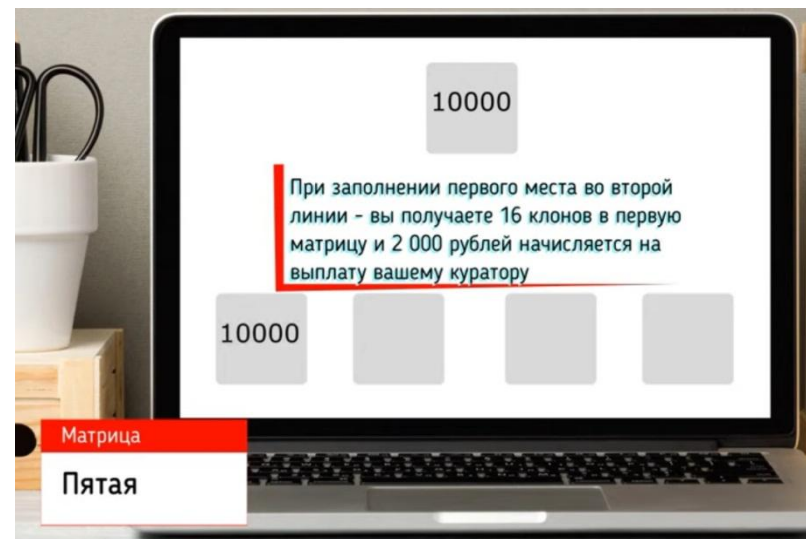 10000
При заполнении первого места во второй
линии - вы получаете 16 клонов в первую
матрицу и 2 000 рублей начисляется на
выплату вашему куратору
10000
Матрица
Пятая